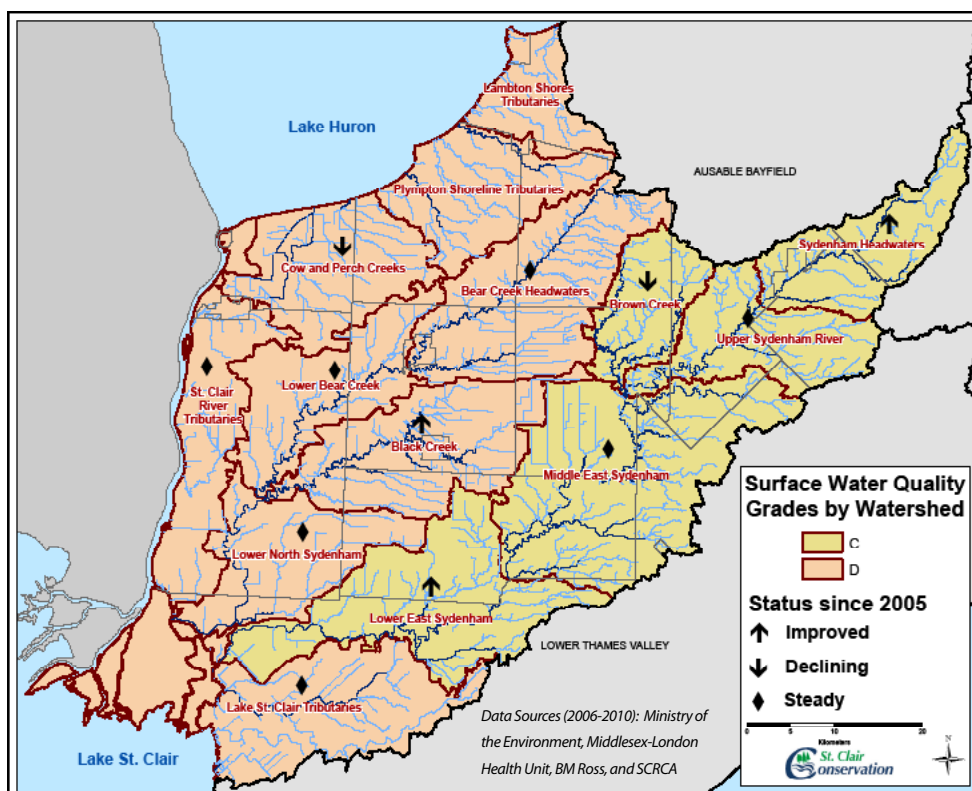 Lambton Shores
Tributaries
Lake Huron
AUSABLE BAYFIELD
Plympton Shoreline Tributaries
Sydenham Headwaters
Cow and Perch Creeks
Bear Creek Headwaters
Brown Creek
Upper Sydenham River
St. Clair
River
Tributaries
Lower Bear Creek
Black Creek
Middle East Sydenham
Lower North Sydenham
Lower East Sydenham
LOWER THAMES VALLEY
Lake St. Clair Tributaries
Lake St. Clair
Data Sources (2006-2010): Ministry of
the Environment, Middlesex-London
Health Unit, BM Ross, and SCRCA
Surface Water Quality
Grades by Watershed
C
D
Status since 2005
Improved
Declining
Steady
0 5 10 20
Kilometers
N
St. Clair
Conservation